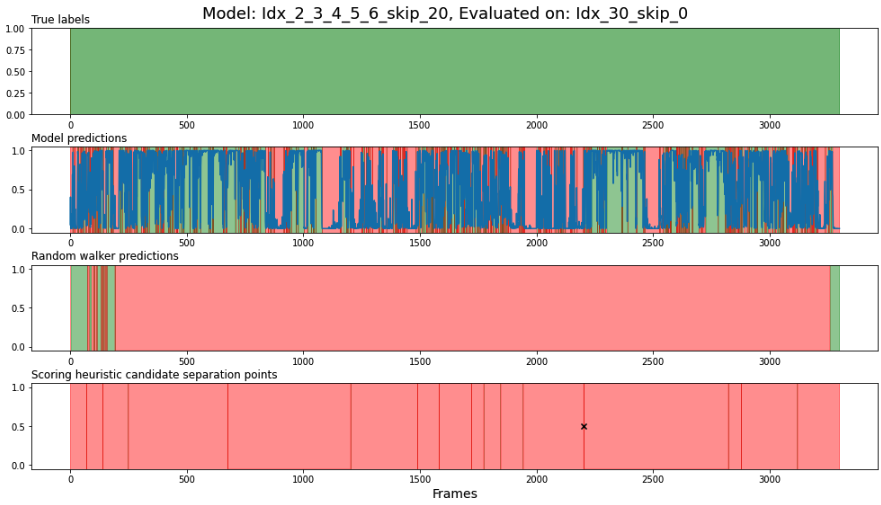 Model: Idx_2_3_4_5_6_skip_20, Evaluated on: Idx_30_skip_0
True labels
1.00
0.75
0.50
0.25
0.00
0 500 1000 1500 2000 2500 3000
Model predictions
1.0
0.5
0.0
0 500 1000 1500 2000 2500 3000
Random walker predictions
1.0
0.5
0.0
0 500 1000 1500 2000 2500 3000
Scoring heuristic candidate separation points
1.0
0.5
0.0
0 500 1000 1500 2000 2500 3000
Frames